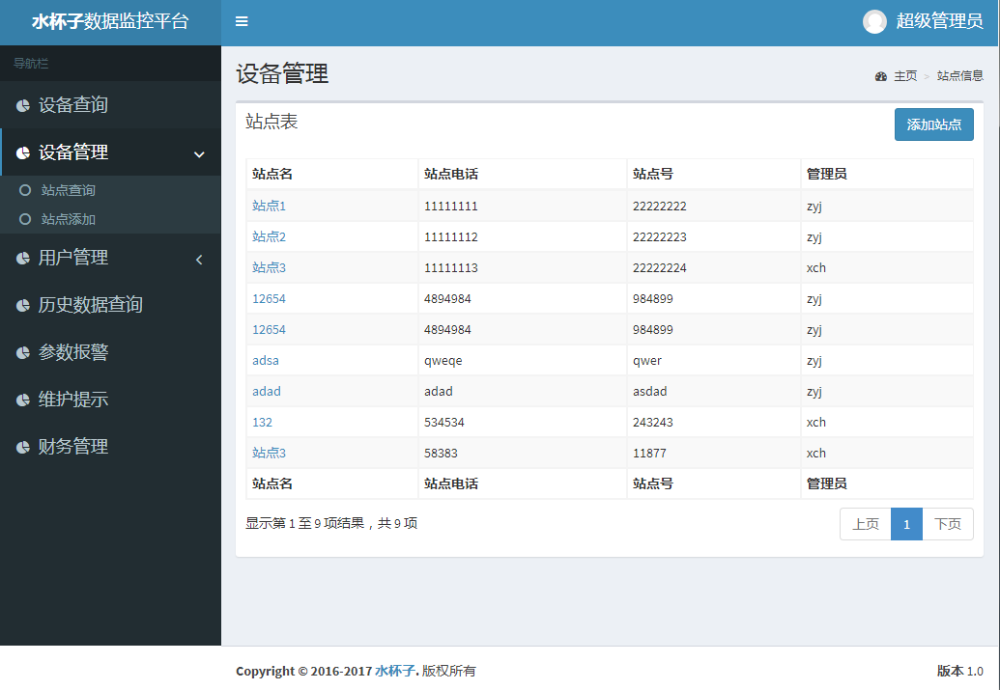 水杯子数据监控平台
超级管理员
导航栏
设备查询
设备管理
站点查询
站点添加
用户管理
历史数据查询
参数报警
维护提示
财务管理
设备管理
主页 > 站点信息
站点表
添加站点
站点名 站点电话 站点号 管理员
站点1 11111111 22222222 zyj
站点2 11111112 22222223 zyj
站点3 11111113 22222224 xch
12654 4894984 984899 zyj
12654 4894984 984899 zyj
adsa qweqe qwer zyj
adad adad asdad zyj
132 534534 243243 xch
站点3 58383 11877 xch
站点名 站点电话 站点号 管理员
显示第 1 至 9 项结果，共 9 项
上页 1 下页
Copyright © 2016-2017 水杯子. 版权所有
版本 1.0